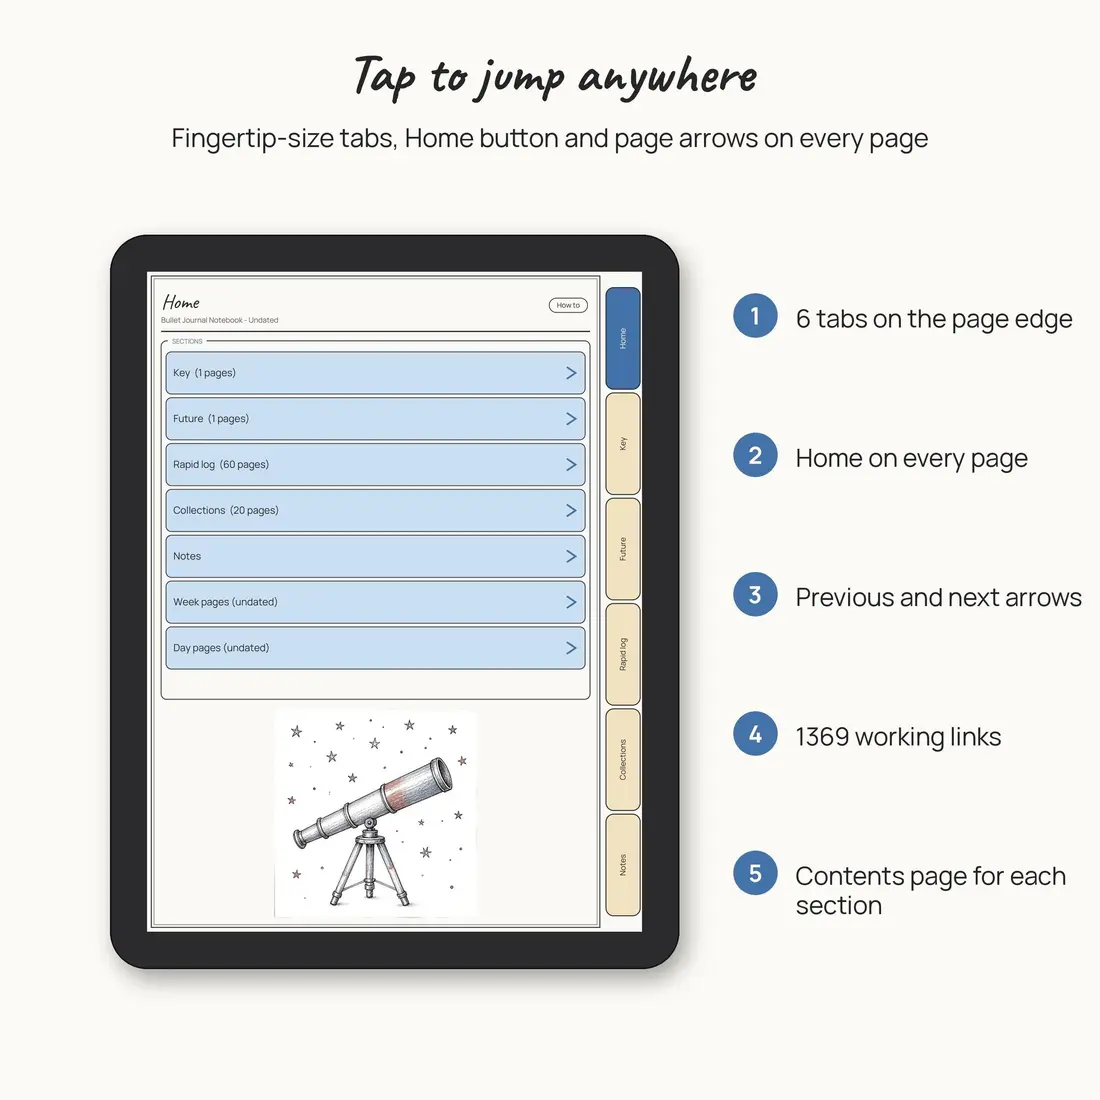 Tap to jump anywhere
Fingertip-size tabs, Home button and page arrows on every page
Home
How to
Bullet Journal Notebook - Undated
SECTIONS
Key (1 pages)
Future (1 pages)
Rapid log (60 pages)
Collections (20 pages)
Notes
Week pages (undated)
Day pages (undated)
Home
Key
Future
Rapid log
Collections
Notes
1 6 tabs on the page edge
2 Home on every page
3 Previous and next arrows
4 1369 working links
5 Contents page for each
section